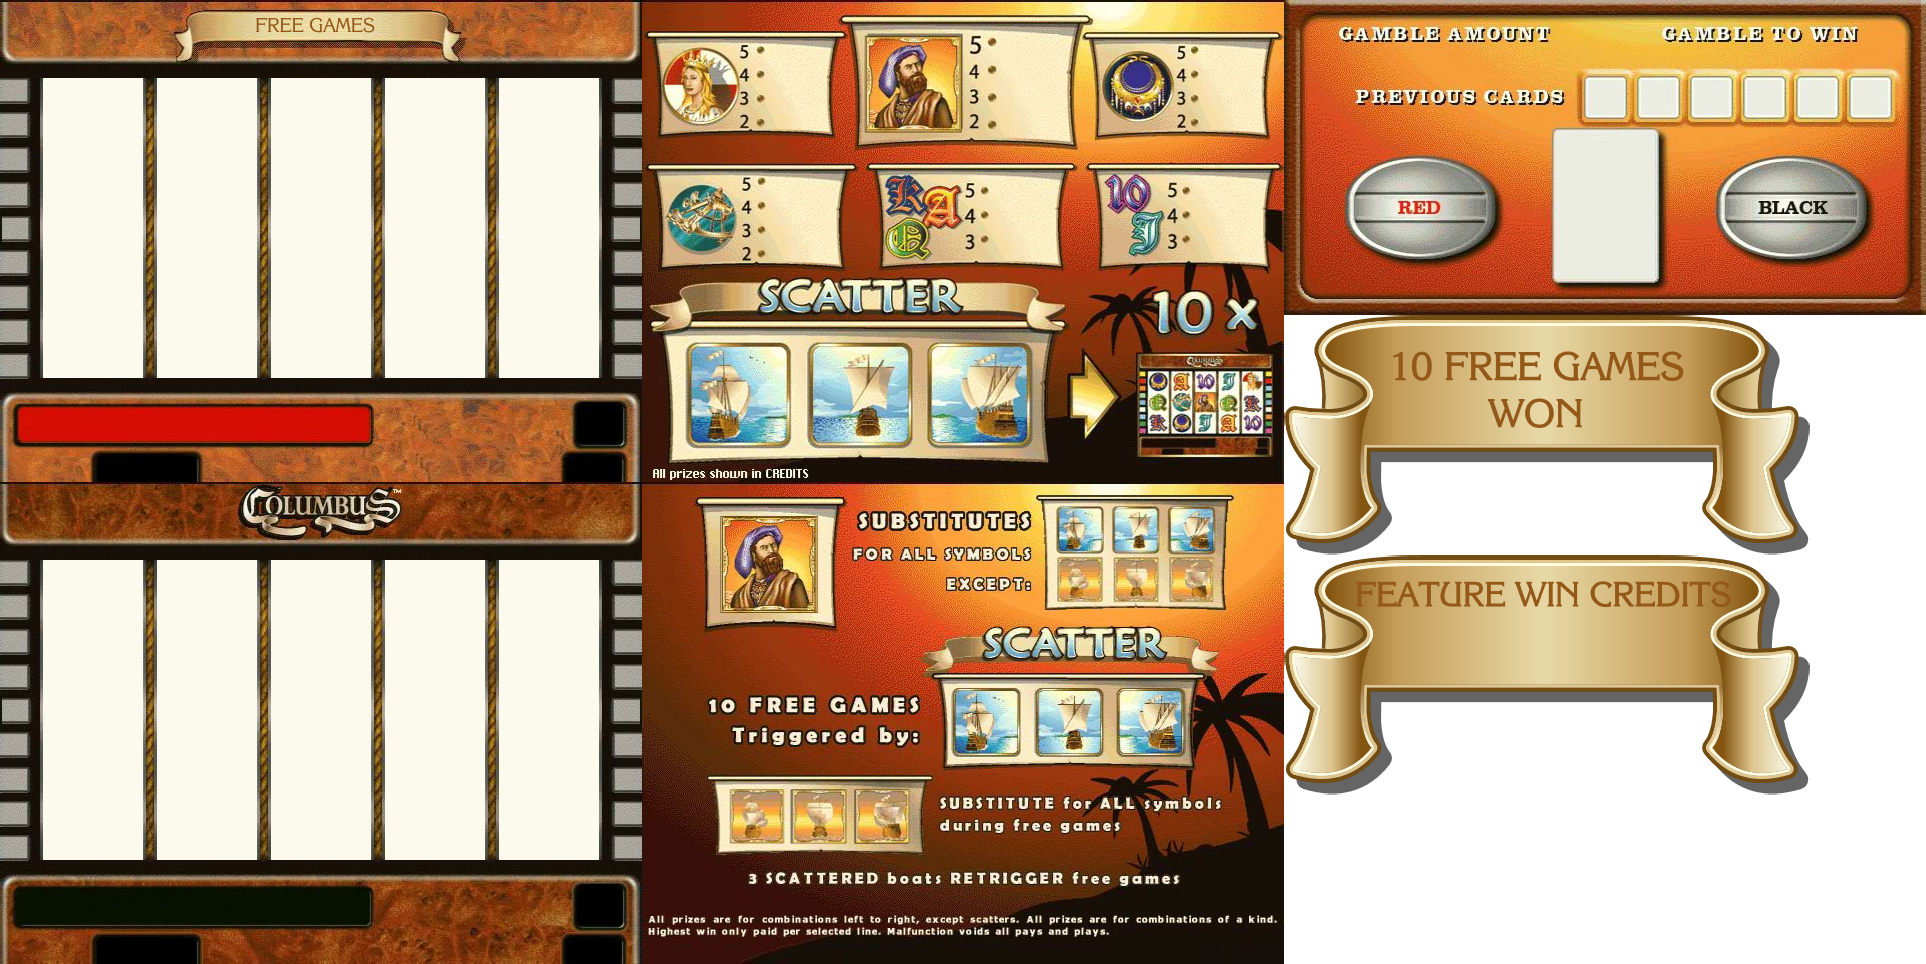 FREE GAMES
5
4
3
2
5
4
3
2
5
4
3
2
5
4
3
2
K A Q
5
4
3
10 J
5
4
3
SCATTER
10 x
COLUMBUS
All prizes shown in CREDITS
GAMBLE AMOUNT
GAMBLE TO WIN
PREVIOUS CARDS
RED
BLACK
10 FREE GAMES
WON
FEATURE WIN CREDITS
COLUMBUS™
SUBSTITUTES
FOR ALL SYMBOLS
EXCEPT:
SCATTER
10 FREE GAMES
Triggered by:
SUBSTITUTE for ALL symbols
during free games
3 SCATTERED boats RETRIGGER free games
All prizes are for combinations left to right, except scatters. All prizes are for combinations of a kind.
Highest win only paid per selected line. Malfunction voids all pays and plays.